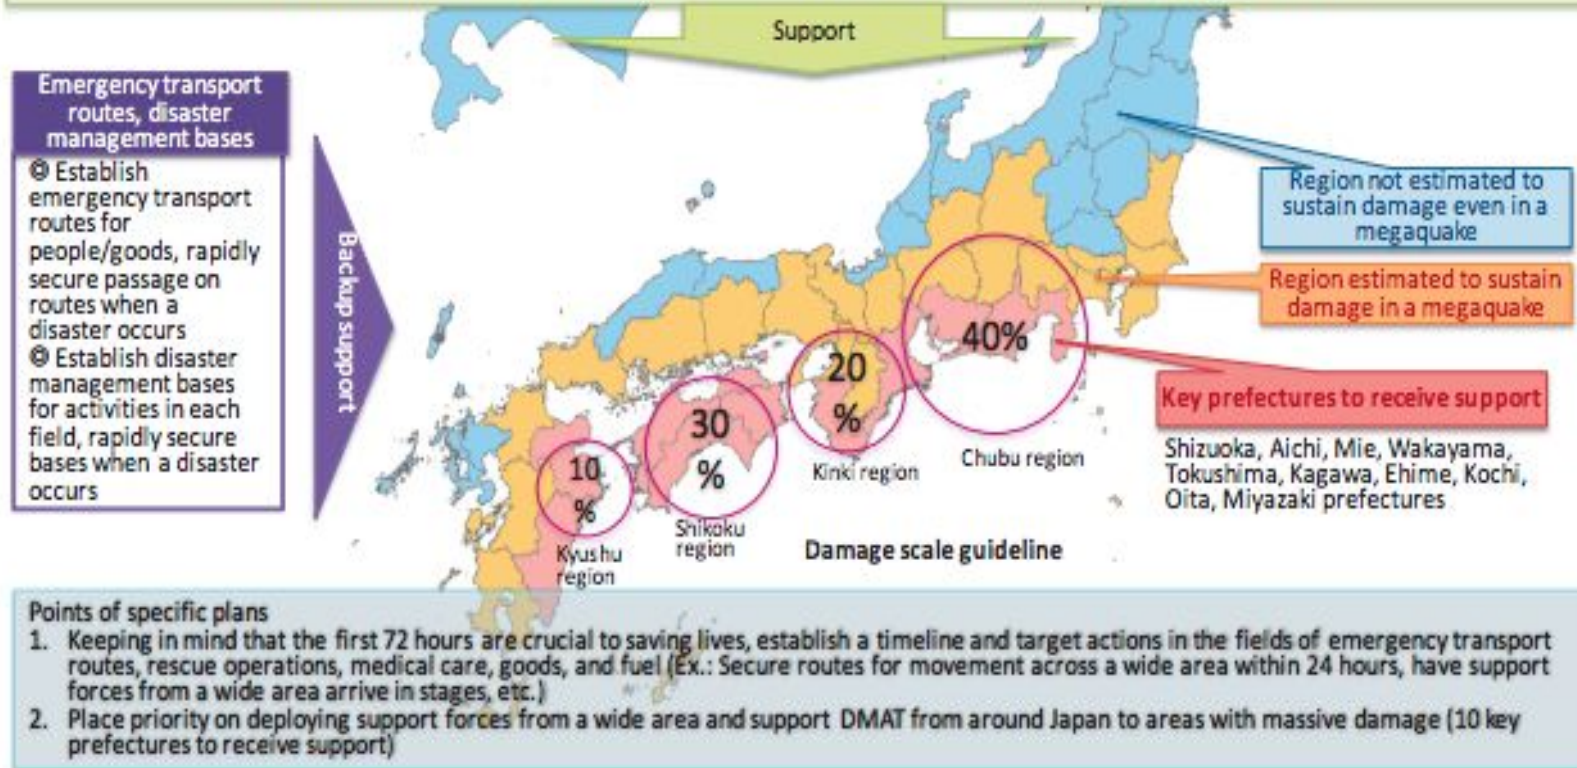 Support
Emergency transport
routes, disaster
management bases
◎ Establish
emergency transport
routes for
people/goods, rapidly
secure passage on
routes when a
disaster occurs
◎ Establish disaster
management bases
for activities in each
field, rapidly secure
bases when a disaster
occurs
Backup support
Region not estimated to
sustain damage even in a
megaquake
Region estimated to sustain
damage in a megaquake
Key prefectures to receive support
Shizuoka, Aichi, Mie, Wakayama,
Tokushima, Kagawa, Ehime, Kochi,
Oita, Miyazaki prefectures
40%
Chubu region
20
%
Kinki region
30
%
Shikoku
region
10
%
Kyushu
region
Damage scale guideline
Points of specific plans
1. Keeping in mind that the first 72 hours are crucial to saving lives, establish a timeline and target actions in the fields of emergency transport
routes, rescue operations, medical care, goods, and fuel (Ex.: Secure routes for movement across a wide area within 24 hours, have support
forces from a wide area arrive in stages, etc.)
2. Place priority on deploying support forces from a wide area and support DMAT from around Japan to areas with massive damage (10 key
prefectures to receive support)